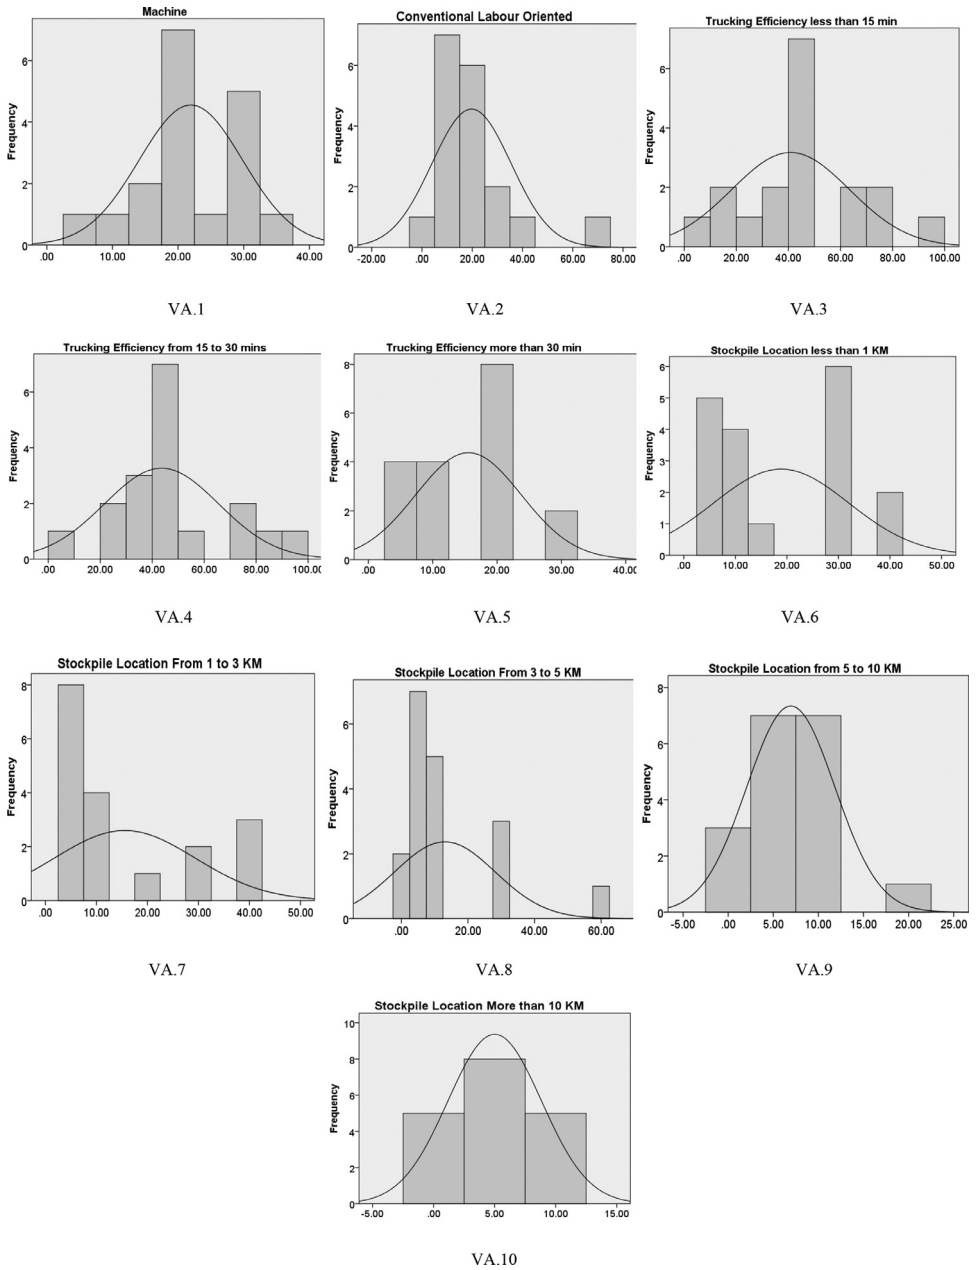 Machine
Frequency
6
4
2
0
.00 10.00 20.00 30.00 40.00
VA.1
Conventional Labour Oriented
Frequency
6
4
2
0
-20.00 .00 20.00 40.00 60.00 80.00
VA.2
Trucking Efficiency less than 15 min
Frequency
6
4
2
0
.00 20.00 40.00 60.00 80.00 100.00
VA.3
Trucking Efficiency from 15 to 30 mins
Frequency
6
4
2
0
.00 20.00 40.00 60.00 80.00 100.00
VA.4
Trucking Efficiency more than 30 min
Frequency
8
6
4
2
0
.00 10.00 20.00 30.00 40.00
VA.5
Stockpile Location less than 1 KM
Frequency
6
5
4
3
2
1
0
.00 10.00 20.00 30.00 40.00 50.00
VA.6
Stockpile Location From 1 to 3 KM
Frequency
8
6
4
2
0
.00 10.00 20.00 30.00 40.00 50.00
VA.7
Stockpile Location From 3 to 5 KM
Frequency
6
4
2
0
.00 20.00 40.00 60.00
VA.8
Stockpile Location from 5 to 10 KM
Frequency
8
6
4
2
0
-5.00 .00 5.00 10.00 15.00 20.00 25.00
VA.9
Stockpile Location More than 10 KM
Frequency
10
8
6
4
2
0
-5.00 .00 5.00 10.00 15.00
VA.10